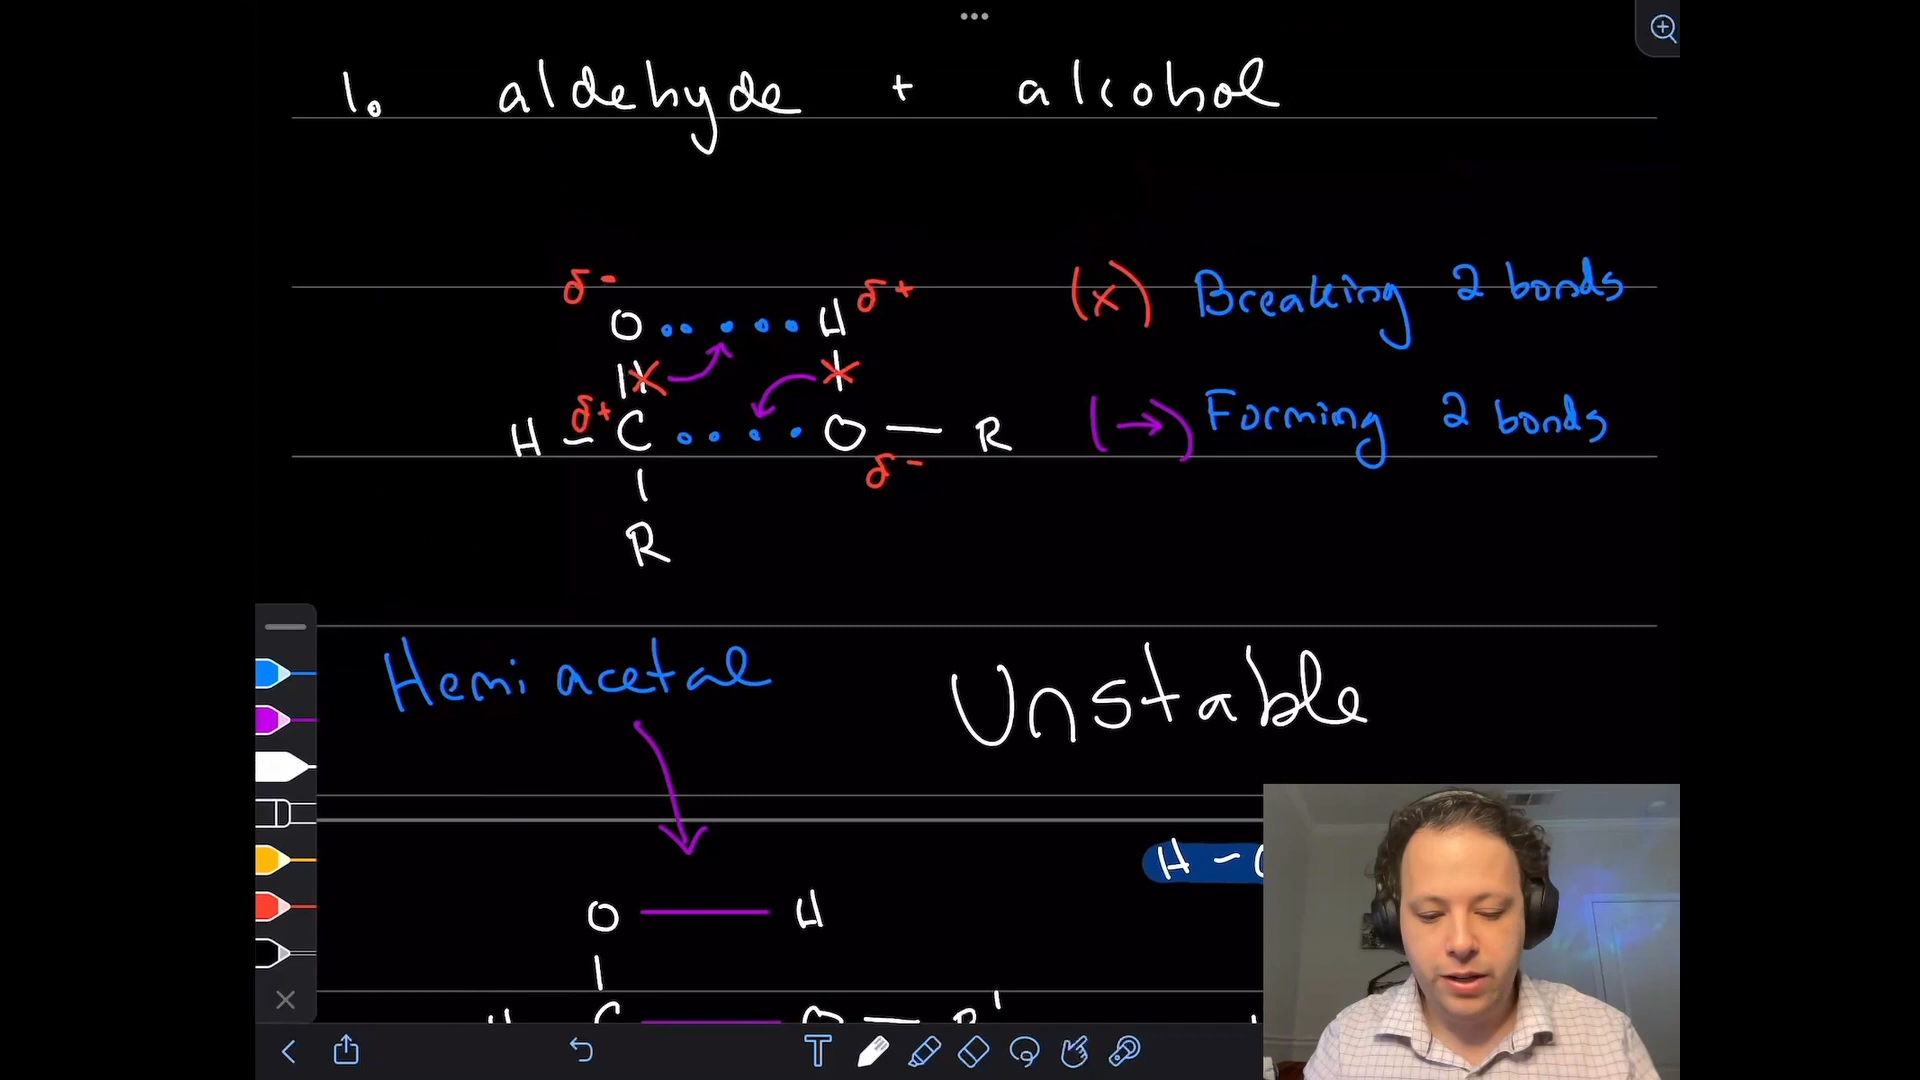 1. aldehyde + alcohol
δ- δ+
O H
(x) Breaking 2 bonds
δ+
H - C O — R
δ-
(→) Forming 2 bonds
R
Hemi acetal
Unstable
H -
O — H
C — O — R'
T